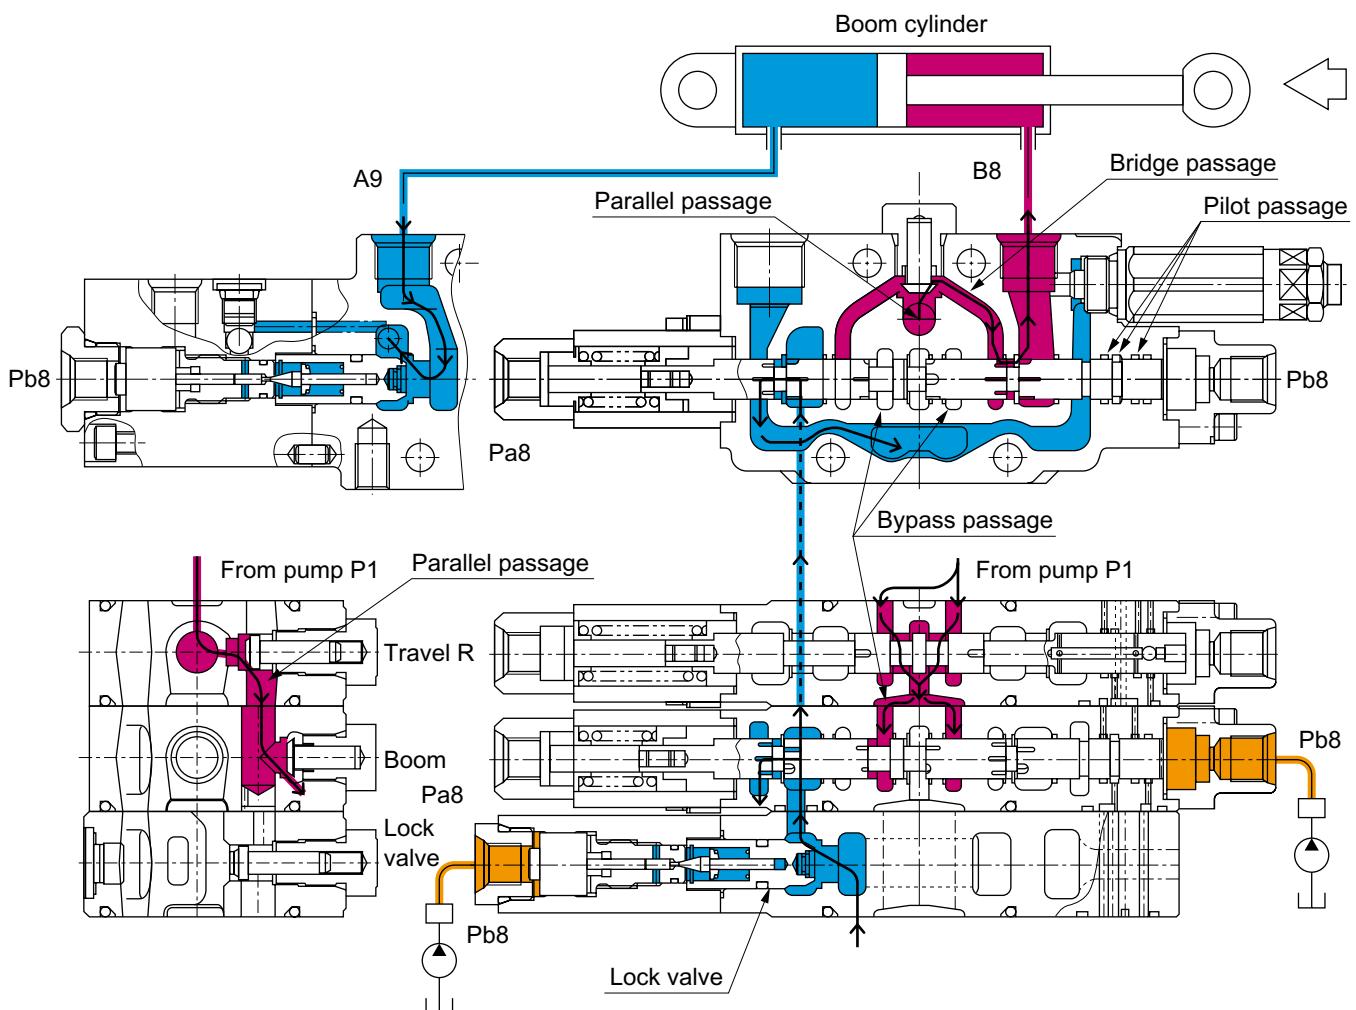 Boom cylinder
A9
B8
Bridge passage
Parallel passage
Pilot passage
Pb8
Pb8
Pa8
Bypass passage
From pump P1
Parallel passage
From pump P1
Travel R
Boom
Pa8
Lock
valve
Pb8
Pb8
Lock valve